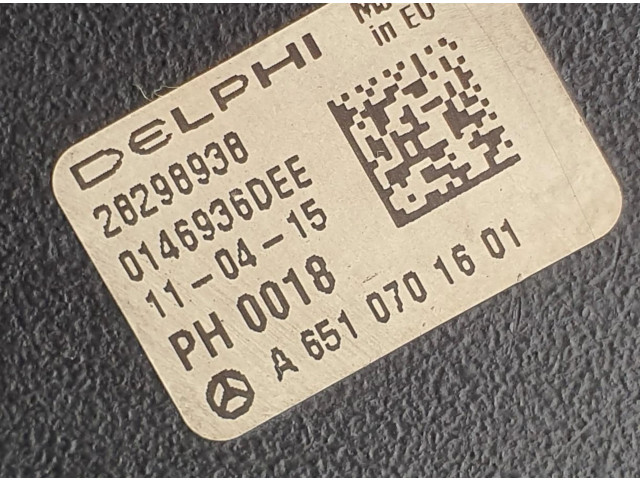 DELPHI
in EU
28298938
0146936DEE
11-04-15
PH 0018
A 651 070 16 01